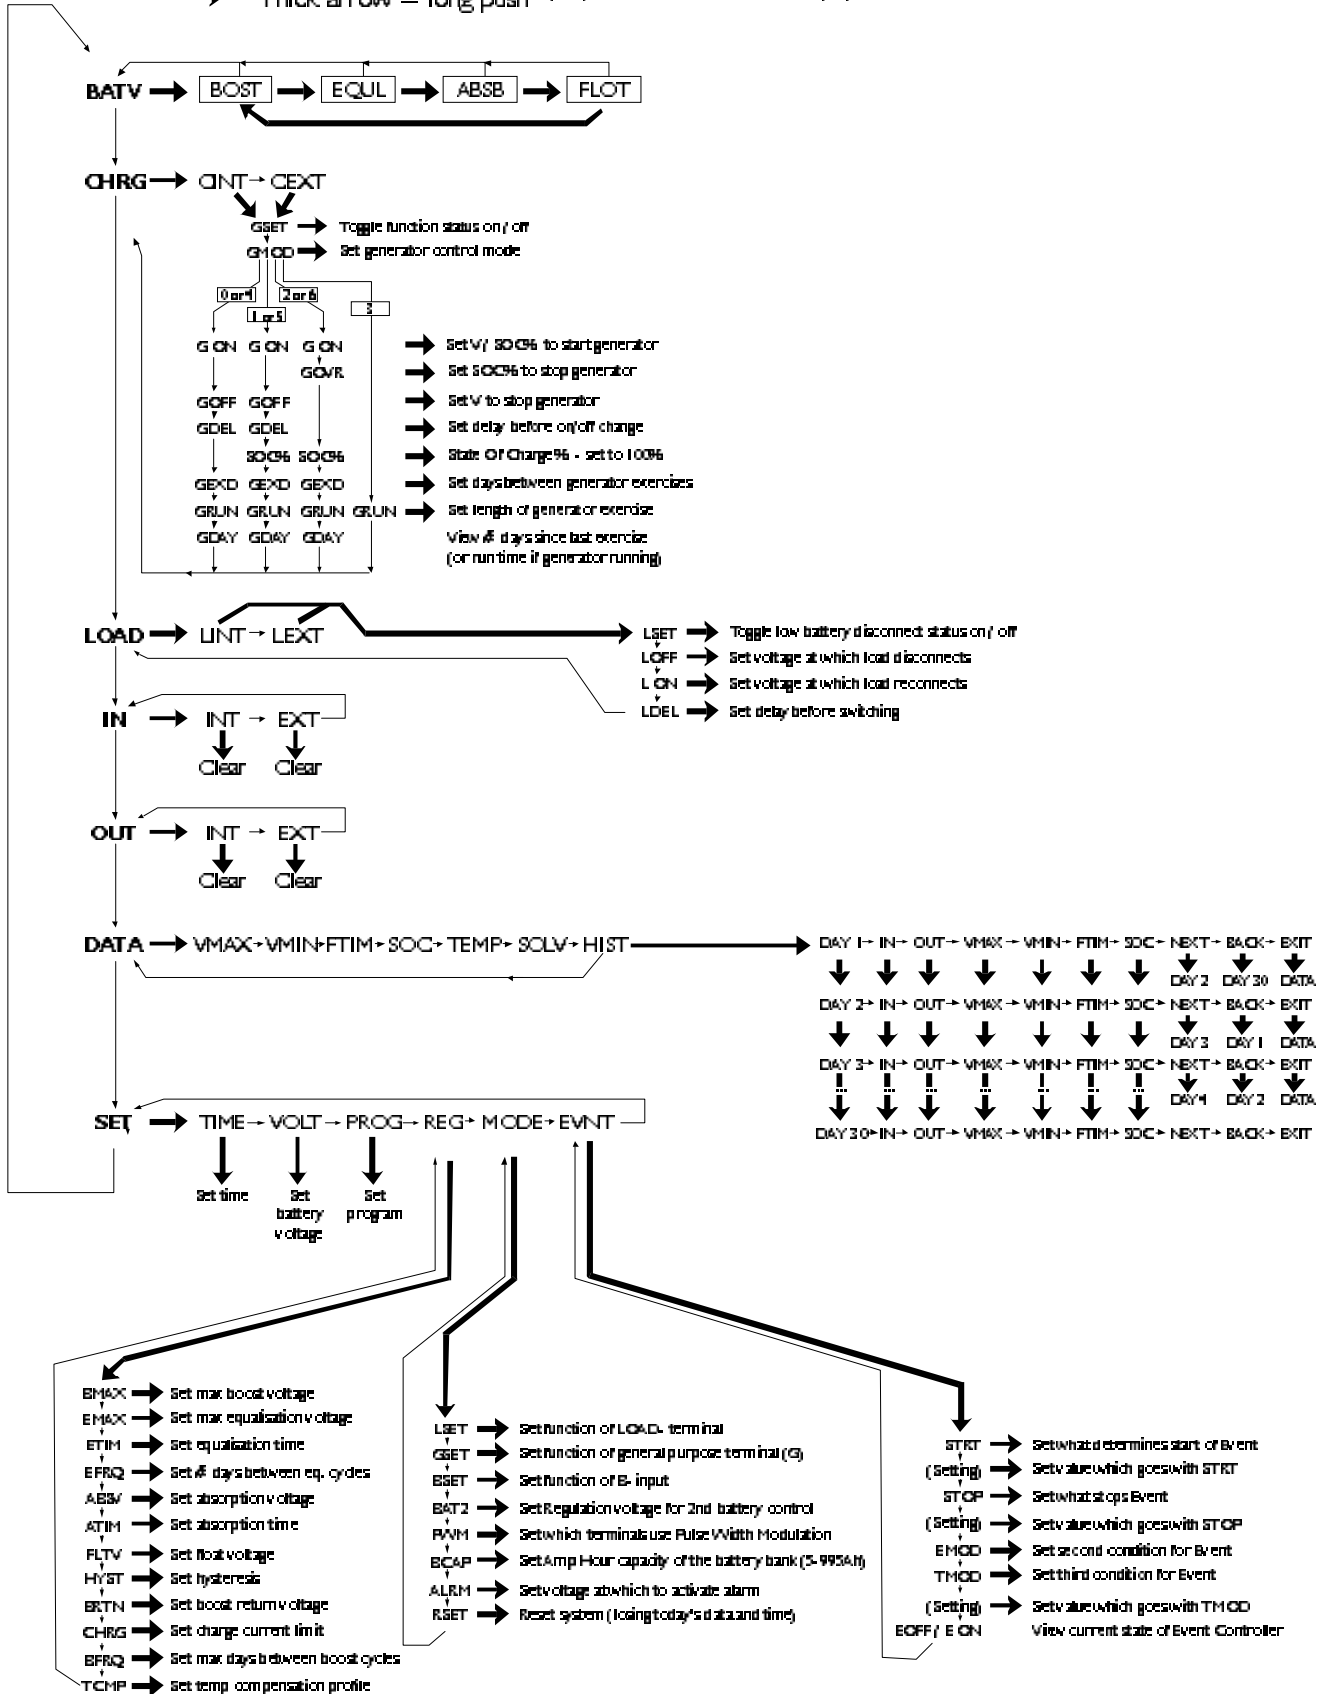 Thick arrow = long push
BATV BOST EQUL ABSB FLOT
CHRG CINT CEXT
GSET Toggle function status on / off
GMOD Set generator control mode
0 or 4 2 or 6
1 or 5 3
G ON G ON G ON Set V / SOC% to start generator
GOVR Set SOC% to stop generator
GOFF GOFF Set V to stop generator
GDEL GDEL Set delay before on/off change
SOC% SOC% State Of Charge% - set to 100%
GEXD GEXD GEXD Set days between generator exercises
GRUN GRUN GRUN GRUN Set length of generator exercise
GDAY GDAY GDAY View # days since last exercise
(or run time if generator running)
LOAD LINT LEXT LSET Toggle low battery disconnect status on / off
LOFF Set voltage at which load disconnects
L ON Set voltage at which load reconnects
LDEL Set delay before switching
IN INT EXT
Clear Clear
OUT INT EXT
Clear Clear
DATA VMAX VMIN FTIM SOC TEMP SOLV HIST DAY 1 IN OUT VMAX VMIN FTIM SOC NEXT BACK EXIT
DAY 2 DAY 30 DATA
DAY 2 IN OUT VMAX VMIN FTIM SOC NEXT BACK EXIT
DAY 3 DAY 1 DATA
DAY 3 IN OUT VMAX VMIN FTIM SOC NEXT BACK EXIT
... ... ... ... ... ... ... DAY 4 DAY 2 DATA
DAY 30 IN OUT VMAX VMIN FTIM SOC NEXT BACK EXIT
SET TIME VOLT PROG REG MODE EVNT
Set time Set battery voltage Set program
BMAX Set max boost voltage
EMAX Set max equalisation voltage
ETIM Set equalisation time
EFRQ Set # days between eq. cycles
ABSV Set absorption voltage
ATIM Set absorption time
FLTV Set float voltage
HYST Set hysteresis
BRTN Set boost return voltage
CHRG Set charge current limit
BFRQ Set max days between boost cycles
TCMP Set temp compensation profile
LSET Set function of LOAD- terminal
GSET Set function of general purpose terminal (G)
BSET Set function of B- input
BAT2 Set Regulation voltage for 2nd battery control
PWM Set which terminals use Pulse Width Modulation
BCAP Set Amp Hour capacity of the battery bank (5-995Ah)
ALRM Set voltage at which to activate alarm
RSET Reset system (losing today's data and time)
STRT Set what determines start of Event
(Setting) Set value which goes with STRT
STOP Set what stops Event
(Setting) Set value which goes with STOP
EMOD Set second condition for Event
TMOD Set third condition for Event
(Setting) Set value which goes with TMOD
EOFF / E ON View current state of Event Controller